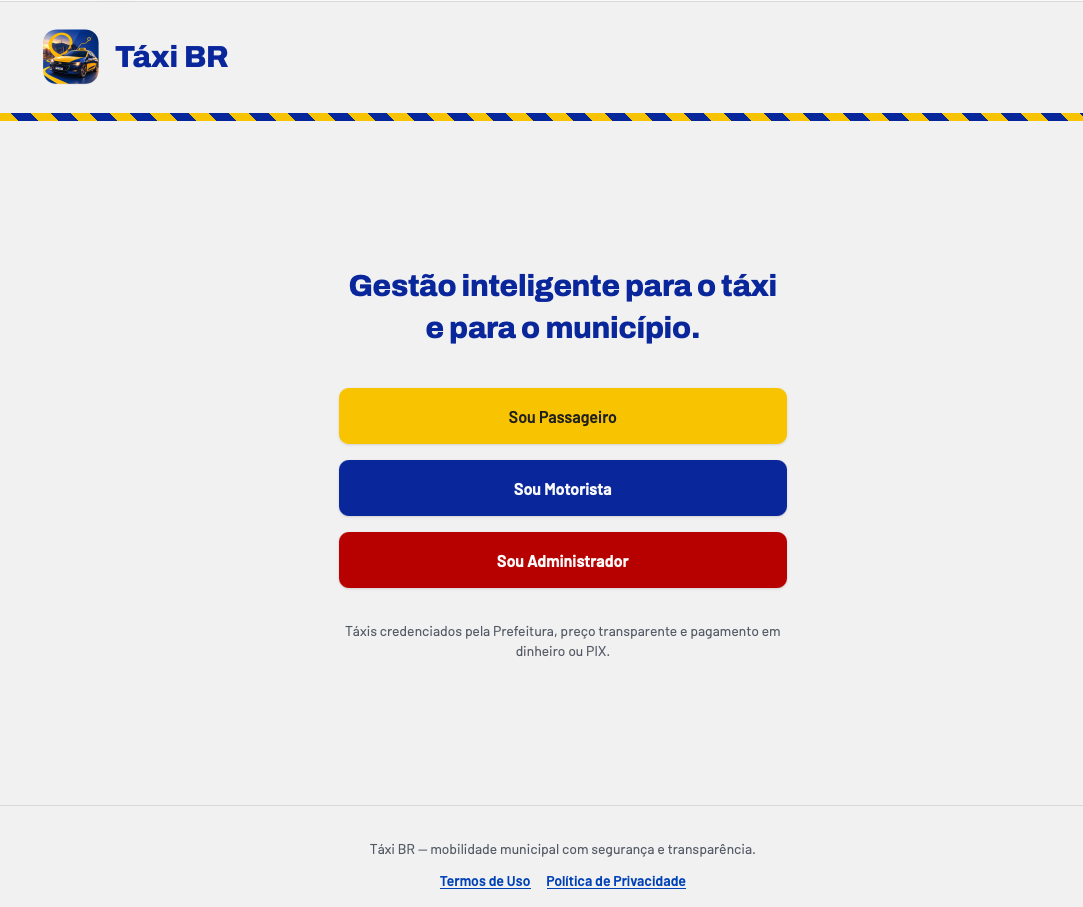 Táxi BR
Gestão inteligente para o táxi
e para o município.
Sou Passageiro
Sou Motorista
Sou Administrador
Táxis credenciados pela Prefeitura, preço transparente e pagamento em
dinheiro ou PIX.
Táxi BR — mobilidade municipal com segurança e transparência.
Termos de Uso Política de Privacidade